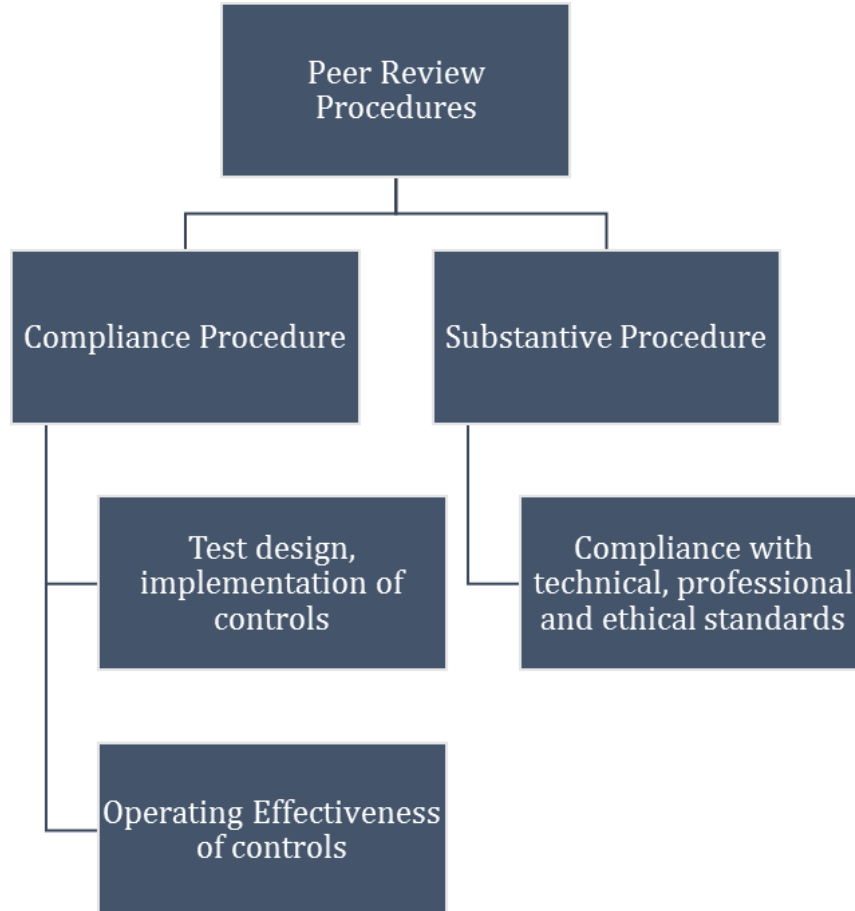 Peer Review
Procedures
Compliance Procedure
Substantive Procedure
Test design,
implementation of
controls
Compliance with
technical, professional
and ethical standards
Operating Effectiveness
of controls